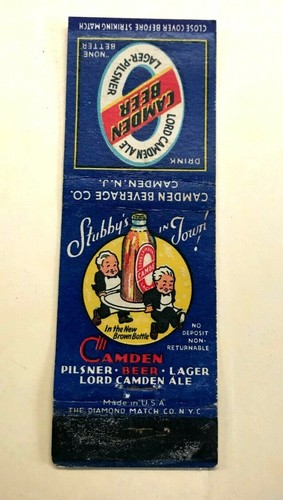 CLOSE COVER BEFORE STRIKING MATCH
DRINK
LORD CAMDEN ALE
CAMDEN
BEER
LAGER-PILSNER
"NONE
BETTER
CAMDEN BEVERAGE CO.
CAMDEN, N.J.
Stubby's IN Town!
In the New
Brown Bottle
NO
DEPOSIT
NON-
RETURNABLE
CAMDEN
PILSNER · BEER · LAGER
LORD CAMDEN ALE
Made in U.S.A.
THE DIAMOND MATCH CO. N.Y.C